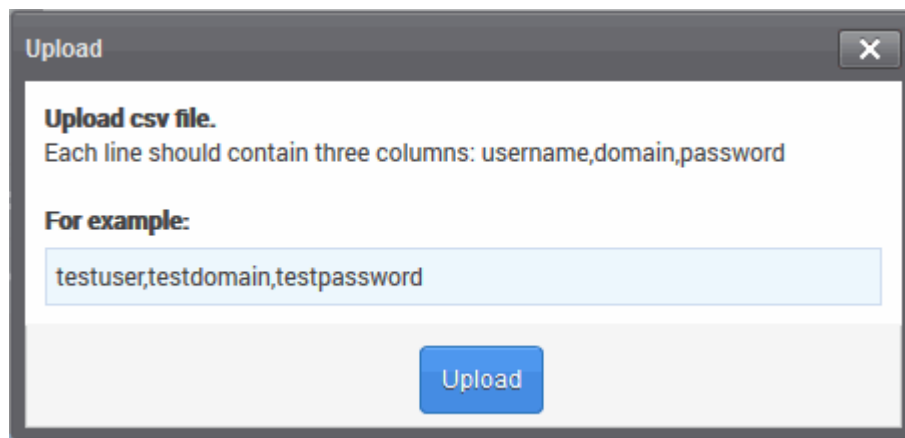 Upload
Upload csv file.
Each line should contain three columns: username,domain,password
For example:
testuser,testdomain,testpassword
Upload